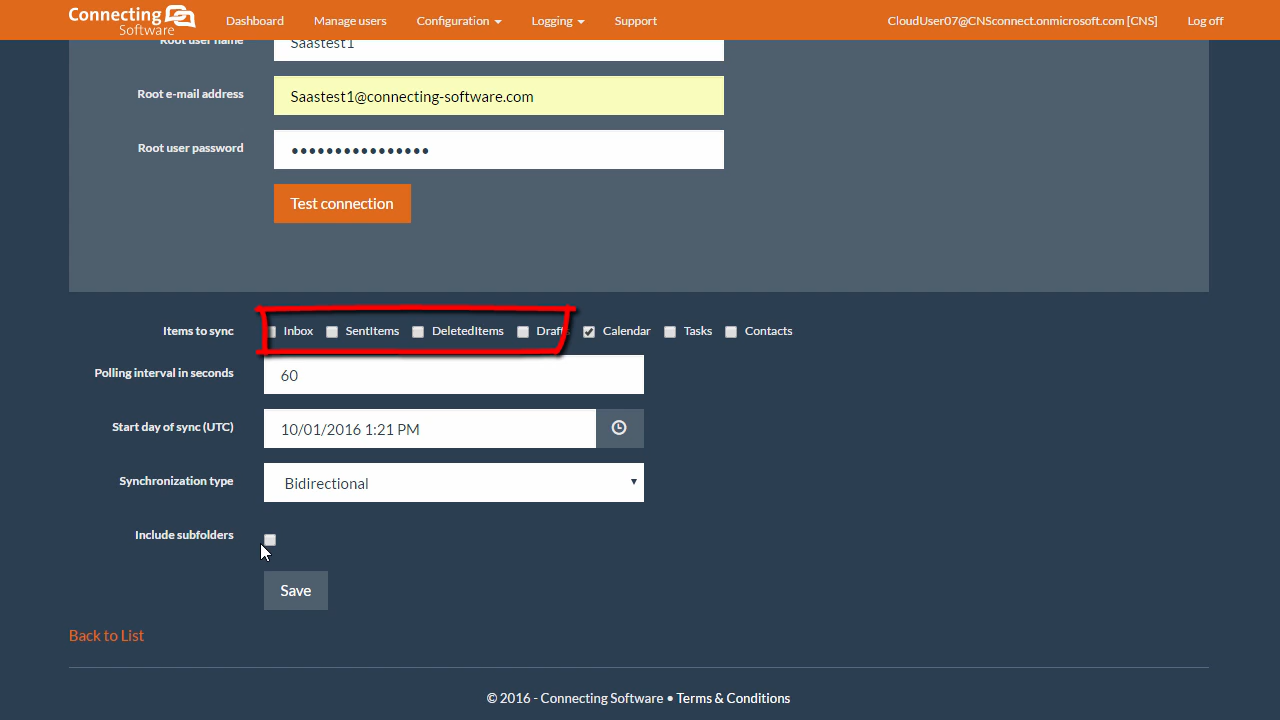 Connecting Software
Dashboard Manage users Configuration Logging Support CloudUser07@CNSconnect.onmicrosoft.com [CNS] Log off
Root user name Saastest1
Root e-mail address Saastest1@connecting-software.com
Root user password ••••••••••••••••
Test connection
Items to sync Inbox SentItems DeletedItems Calendar Tasks Contacts
Polling interval in seconds 60
Start day of sync (UTC) 10/01/2016 1:21 PM
Synchronization type Bidirectional
Include subfolders
Save
Back to List
© 2016 - Connecting Software • Terms & Conditions